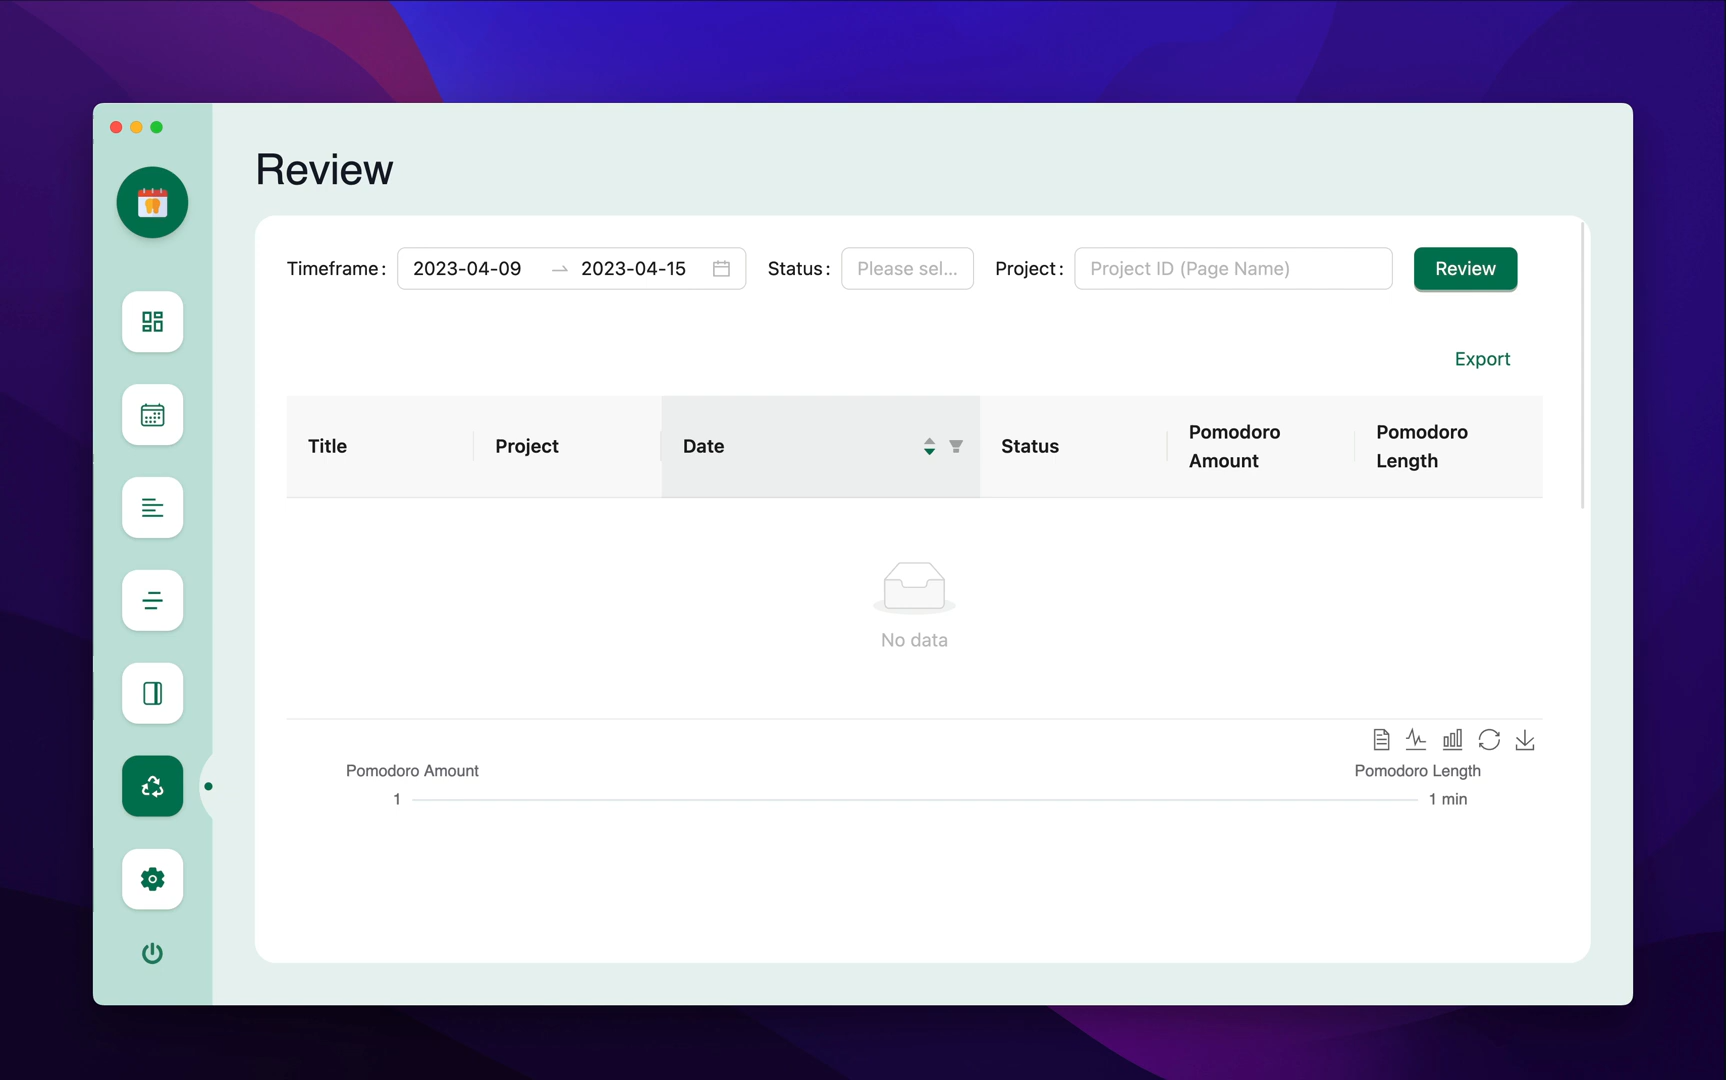 Review
Timeframe: 2023-04-09 → 2023-04-15 Status: Please sel... Project: Project ID (Page Name) Review
Export
Title Project Date Status Pomodoro Amount Pomodoro Length
No data
Pomodoro Amount Pomodoro Length
1 1 min